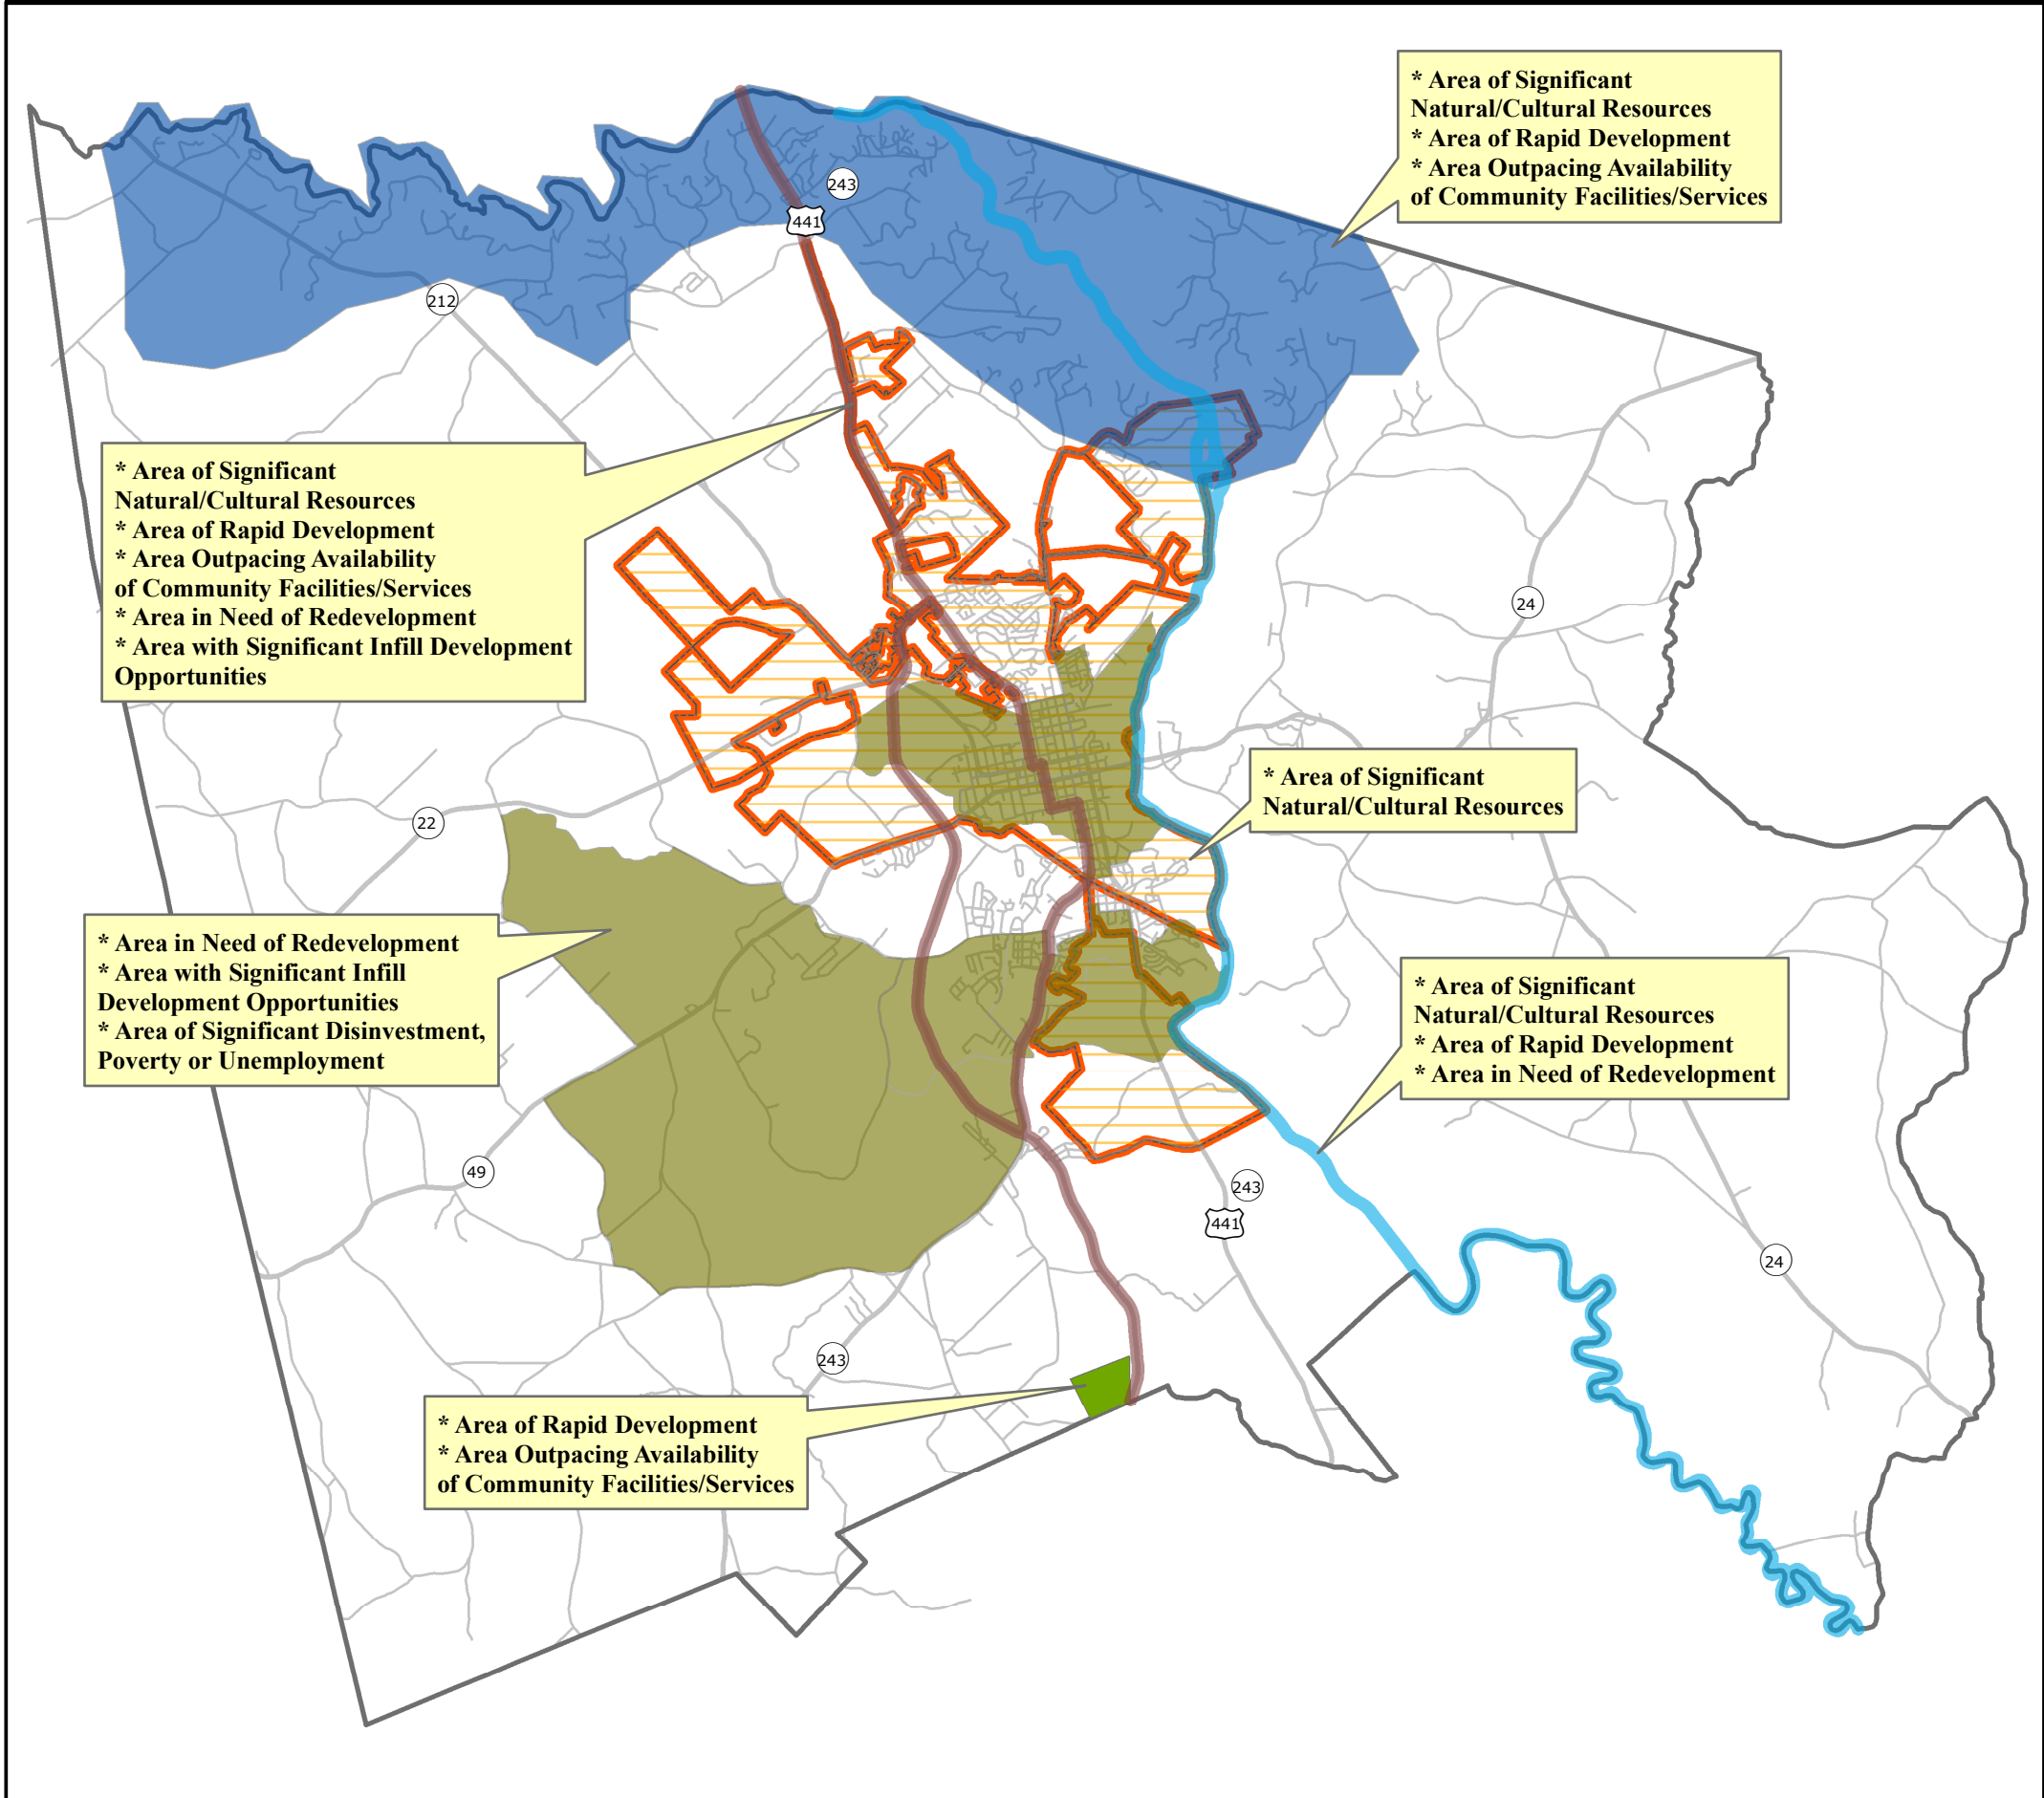 * Area of Significant
Natural/Cultural Resources
* Area of Rapid Development
* Area Outpacing Availability
of Community Facilities/Services
243
441
212
* Area of Significant
Natural/Cultural Resources
* Area of Rapid Development
* Area Outpacing Availability
of Community Facilities/Services
* Area in Need of Redevelopment
* Area with Significant Infill Development
Opportunities
24
* Area of Significant
Natural/Cultural Resources
22
* Area in Need of Redevelopment
* Area with Significant Infill
Development Opportunities
* Area of Significant Disinvestment,
Poverty or Unemployment
* Area of Significant
Natural/Cultural Resources
* Area of Rapid Development
* Area in Need of Redevelopment
49
243
441
24
243
* Area of Rapid Development
* Area Outpacing Availability
of Community Facilities/Services